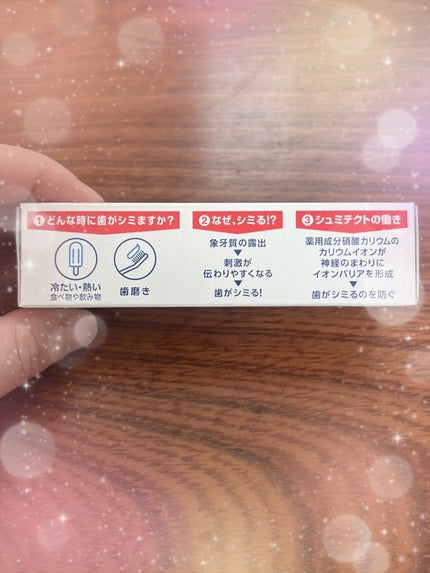 1 どんな時に歯がシミますか?
冷たい・熱い
食べ物や飲み物
歯磨き
2 なぜ、シミる!?
象牙質の露出
▼
刺激が
伝わりやすくなる
▼
歯がシミる!
3 シュミテクトの働き
薬用成分硝酸カリウムの
カリウムイオンが
神経のまわりに
イオンバリアを形成
▼
歯がシミるのを防ぐ